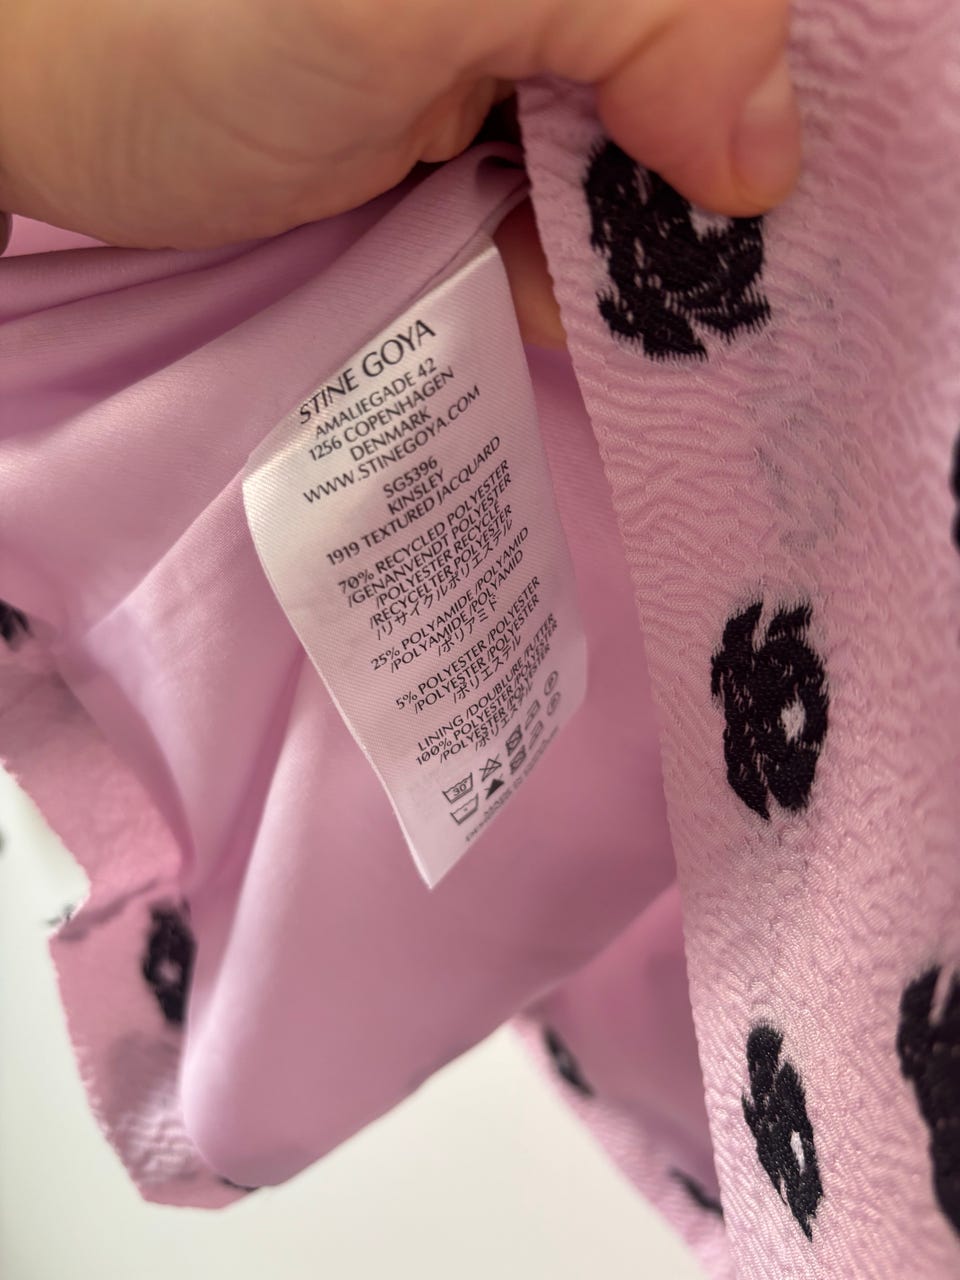 STINE GOYA
AMALIEGADE 42
1256 COPENHAGEN
DENMARK
WWW.STINEGOYA.COM
SG5396
KINSLEY
1919 TEXTURED JACQUARD
70% RECYCLED POLYESTER
/GENANVENDT POLYESTER
/POLYESTER RECYCLE
/RECYCELTER POLYESTER
/リサイクルポリエステル
25% POLYAMIDE /POLYAMID
/POLYAMIDE /POLYAMID
/ポリアミド
5% POLYESTER /POLYESTER
/POLYESTER /POLYESTER
/ポリエステル
LINING /DOUBLURE /FUTTER
100% POLYESTER /POLYESTER
/POLYESTER /POLYESTER
/ポリエステル
30